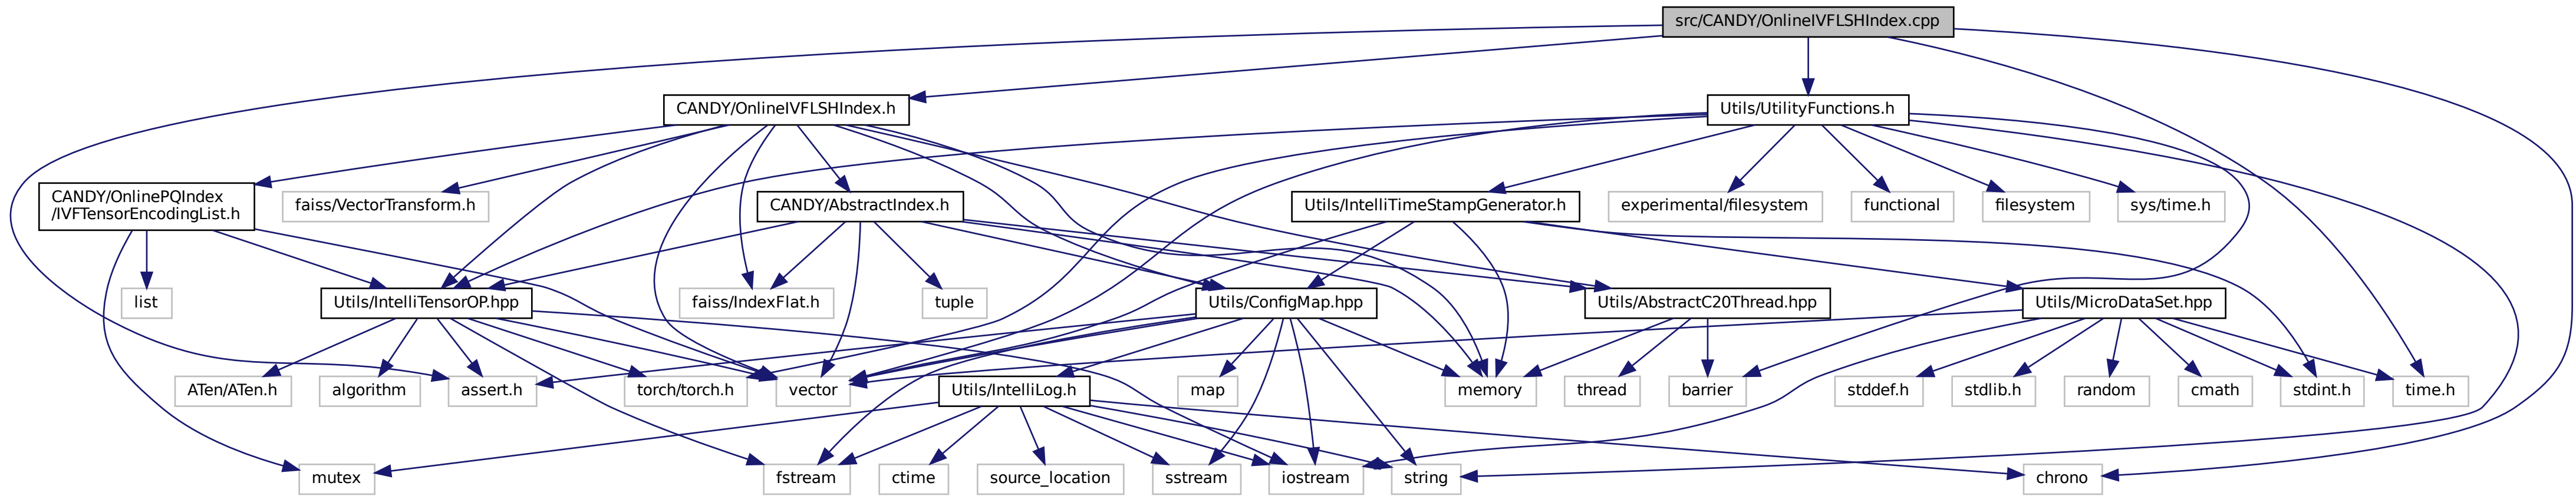 src/CANDY/OnlineIVFLSHIndex.cpp
CANDY/OnlineIVFLSHIndex.h
Utils/UtilityFunctions.h
CANDY/OnlinePQIndex
/IVFTensorEncodingList.h
faiss/VectorTransform.h
CANDY/AbstractIndex.h
Utils/IntelliTimeStampGenerator.h
experimental/filesystem
functional
filesystem
sys/time.h
list
Utils/IntelliTensorOP.hpp
faiss/IndexFlat.h
tuple
Utils/ConfigMap.hpp
Utils/AbstractC20Thread.hpp
Utils/MicroDataSet.hpp
ATen/ATen.h
algorithm
assert.h
torch/torch.h
vector
Utils/IntelliLog.h
map
memory
thread
barrier
stddef.h
stdlib.h
random
cmath
stdint.h
time.h
mutex
fstream
ctime
source_location
sstream
iostream
string
chrono